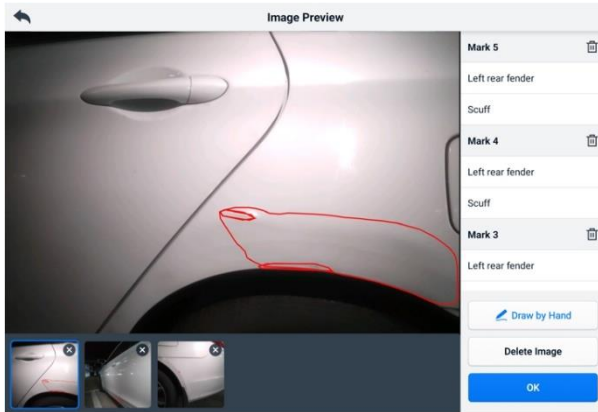 Image Preview
Mark 5
Left rear fender
Scuff
Mark 4
Left rear fender
Scuff
Mark 3
Left rear fender
Draw by Hand
Delete Image
OK